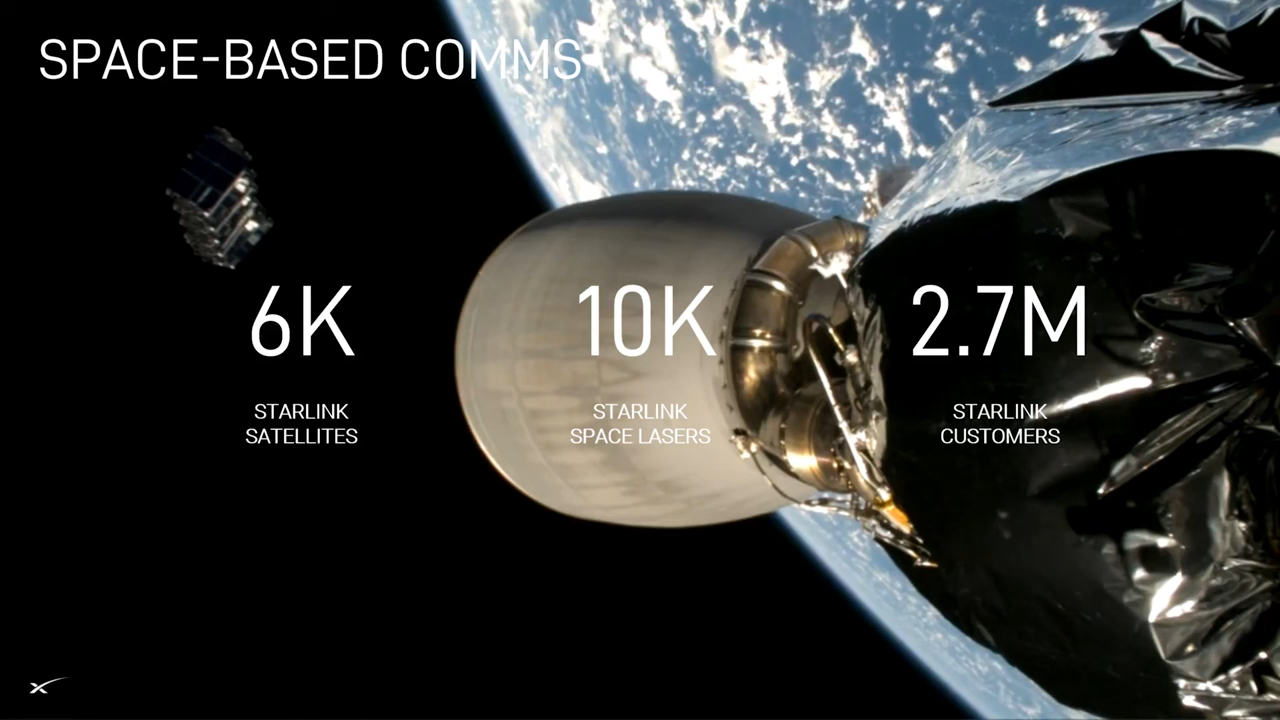 SPACE-BASED COMMS
6K
STARLINK
SATELLITES
10K
STARLINK
SPACE LASERS
2.7M
STARLINK
CUSTOMERS